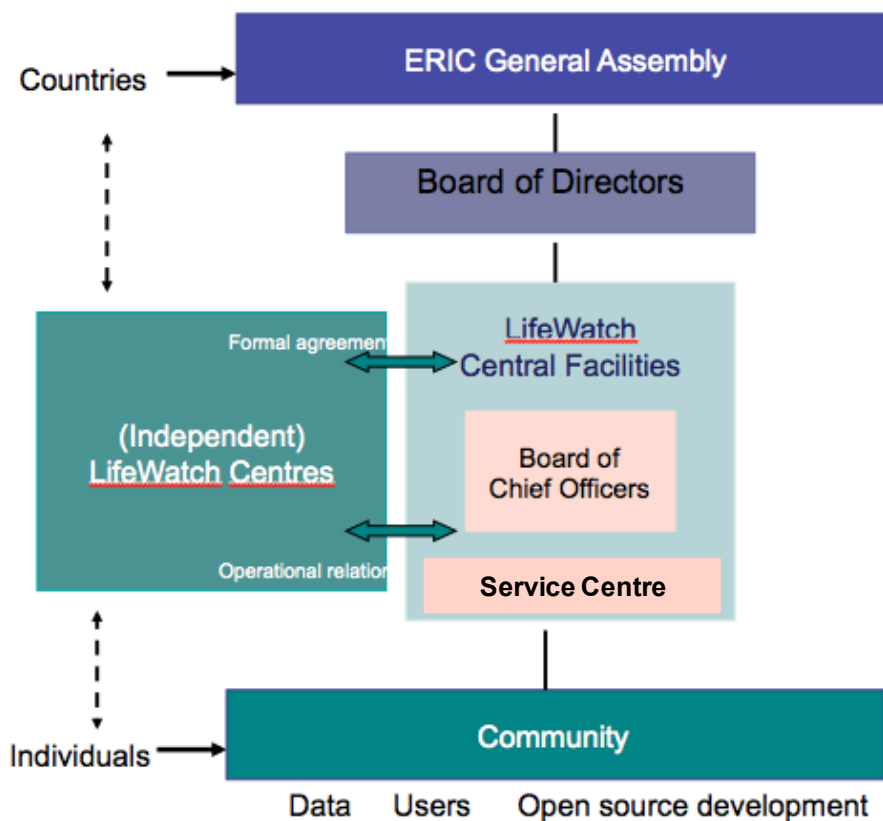 ERIC General Assembly
Countries
Board of Directors
LifeWatch
Central Facilities
Formal agreement
(Independent)
LifeWatch Centres
Board of
Chief Officers
Operational relation
Service Centre
Community
Individuals
Data Users Open source development